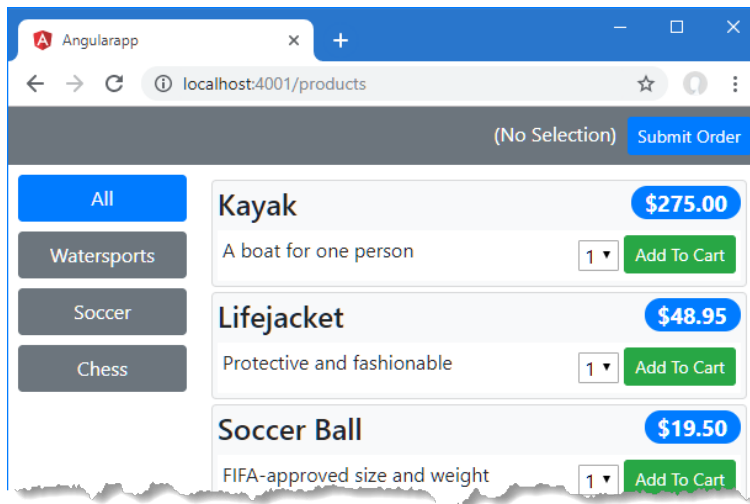 Angularapp
localhost:4001/products
(No Selection) Submit Order
All
Watersports
Soccer
Chess
Kayak $275.00
A boat for one person 1 Add To Cart
Lifejacket $48.95
Protective and fashionable 1 Add To Cart
Soccer Ball $19.50
FIFA-approved size and weight 1 Add To Cart